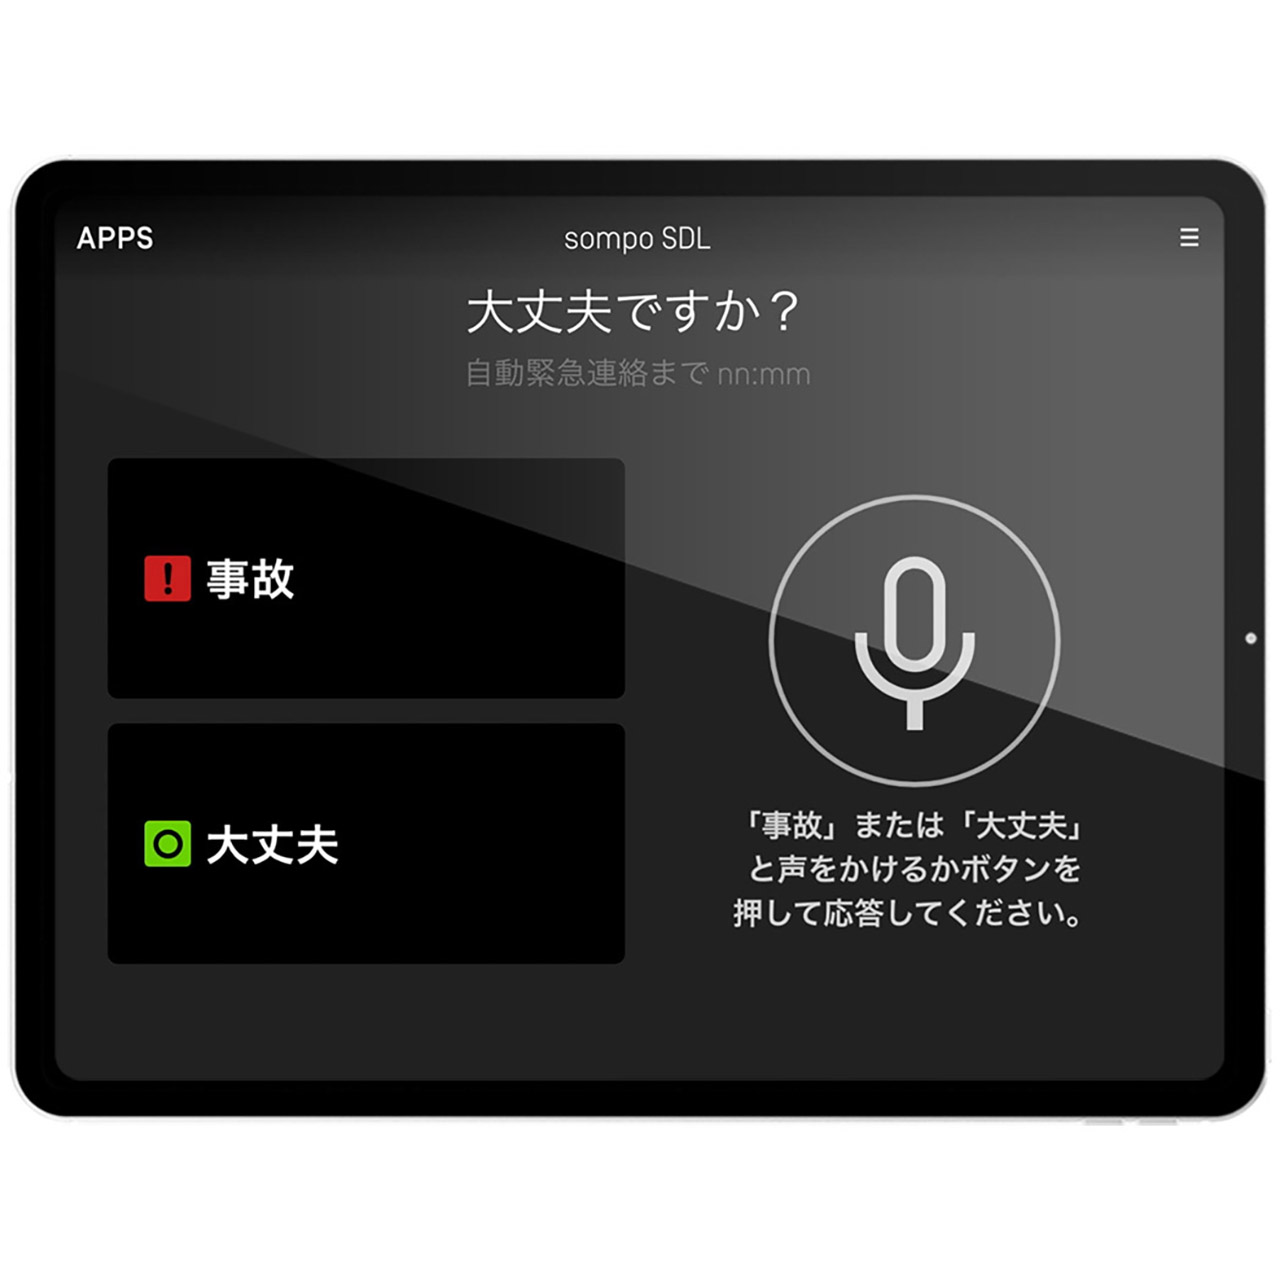 APPS
sompo SDL
大丈夫ですか？
自動緊急連絡まで nn:mm
事故
大丈夫
「事故」または「大丈夫」
と声をかけるかボタンを
押して応答してください。